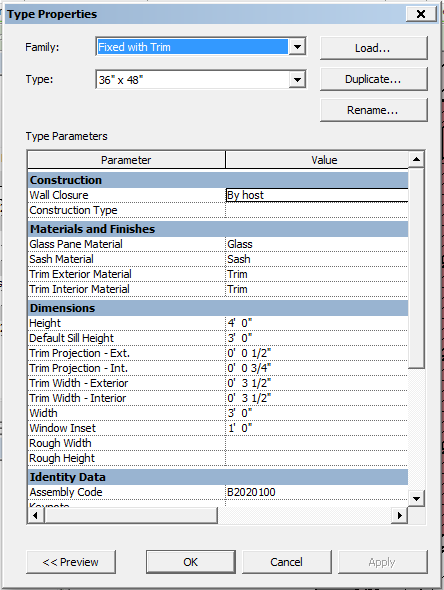 Type Properties
Family: Fixed with Trim Load...
Type: 36" x 48" Duplicate...
Rename...
Type Parameters
Parameter Value
Construction
Wall Closure By host
Construction Type
Materials and Finishes
Glass Pane Material Glass
Sash Material Sash
Trim Exterior Material Trim
Trim Interior Material Trim
Dimensions
Height 4' 0"
Default Sill Height 3' 0"
Trim Projection - Ext. 0' 0 1/2"
Trim Projection - Int. 0' 0 3/4"
Trim Width - Exterior 0' 3 1/2"
Trim Width - Interior 0' 3 1/2"
Width 3' 0"
Window Inset 1' 0"
Rough Width
Rough Height
Identity Data
Assembly Code B2020100
Keynote
<< Preview OK Cancel Apply